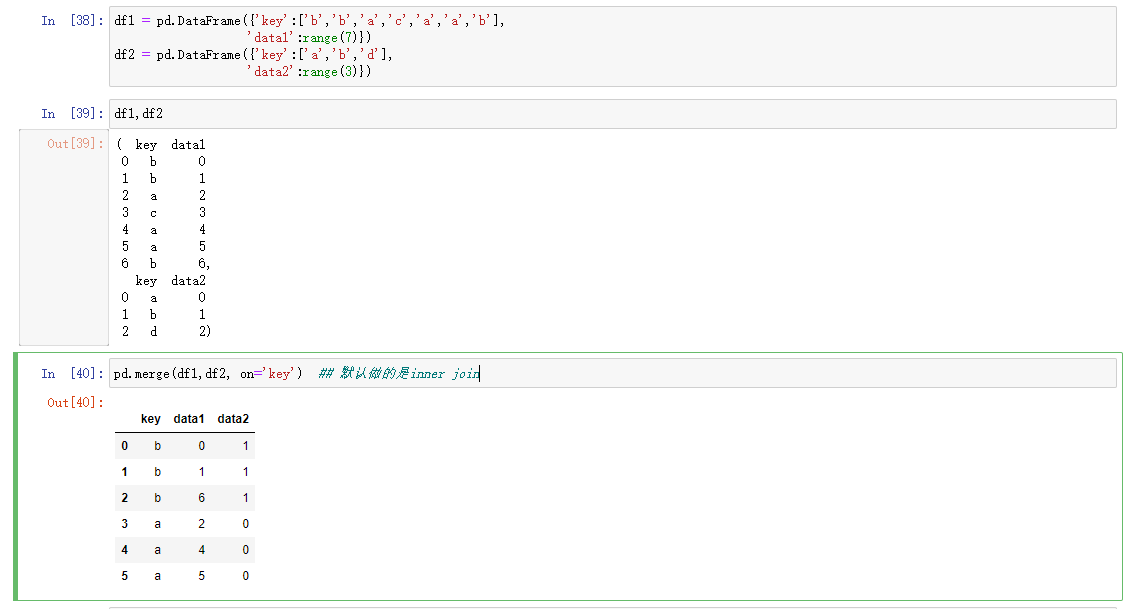 In [38]: df1 = pd.DataFrame({'key':['b','b','a','c','a','a','b'],
'data1':range(7)})
df2 = pd.DataFrame({'key':['a','b','d'],
'data2':range(3)})
In [39]: df1,df2
Out[39]: ( key data1
0 b 0
1 b 1
2 a 2
3 c 3
4 a 4
5 a 5
6 b 6,
key data2
0 a 0
1 b 1
2 d 2)
In [40]: pd.merge(df1,df2, on='key') ## 默认做的是inner join
Out[40]:
key data1 data2
0 b 0 1
1 b 1 1
2 b 6 1
3 a 2 0
4 a 4 0
5 a 5 0